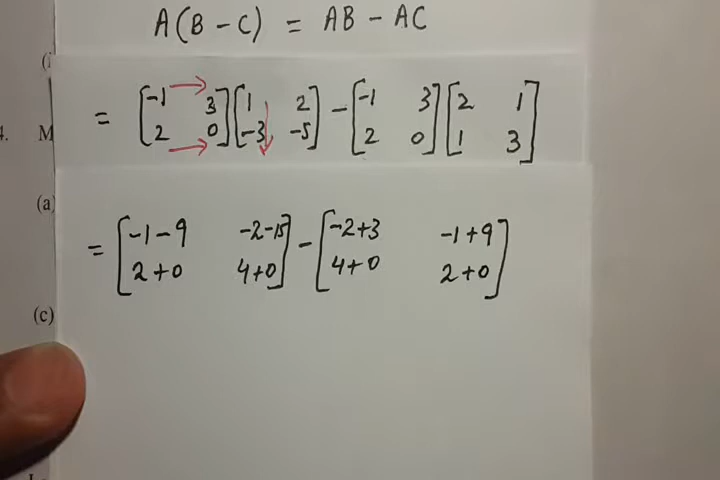 A(B - C) = AB - AC
(
= [-1 3] [1 2] - [-1 3] [2 1]
4. M [2 0] [-3 -5] [2 0] [1 3]
(a)
= [-1-9 -2-15] - [-2+3 -1+9]
[2+0 4+0] [4+0 2+0]
(c)